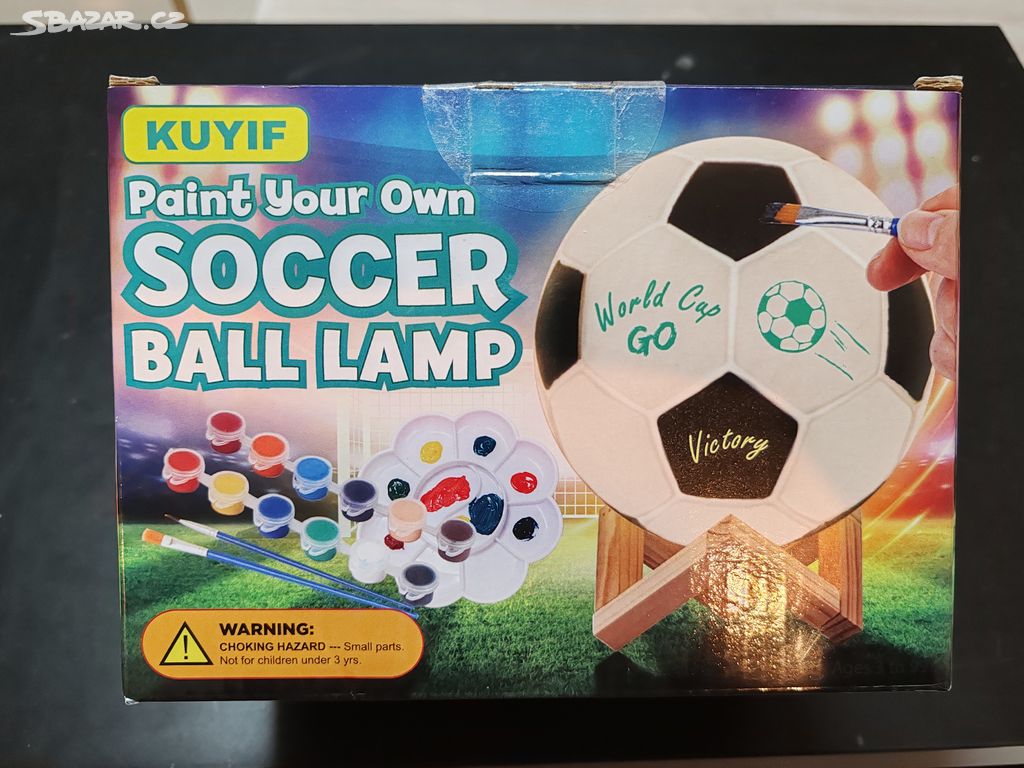 SBAZAR.CZ
KUYIF
Paint Your Own
SOCCER
BALL LAMP
World Cup
GO
Victory
WARNING:
CHOKING HAZARD --- Small parts.
Not for children under 3 yrs.